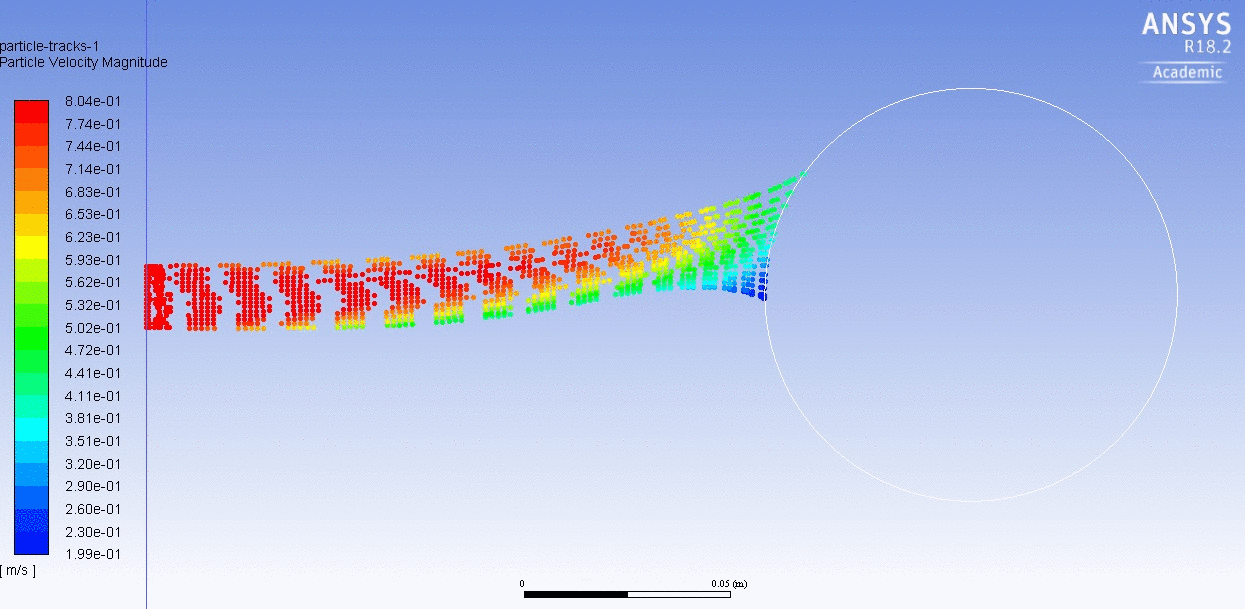 ANSYS
R18.2
Academic
particle-tracks-1
Particle Velocity Magnitude
8.04e-01
7.74e-01
7.44e-01
7.14e-01
6.83e-01
6.53e-01
6.23e-01
5.93e-01
5.62e-01
5.32e-01
5.02e-01
4.72e-01
4.41e-01
4.11e-01
3.81e-01
3.51e-01
3.20e-01
2.90e-01
2.60e-01
2.30e-01
1.99e-01
[ m/s ]
0 0.05 (m)